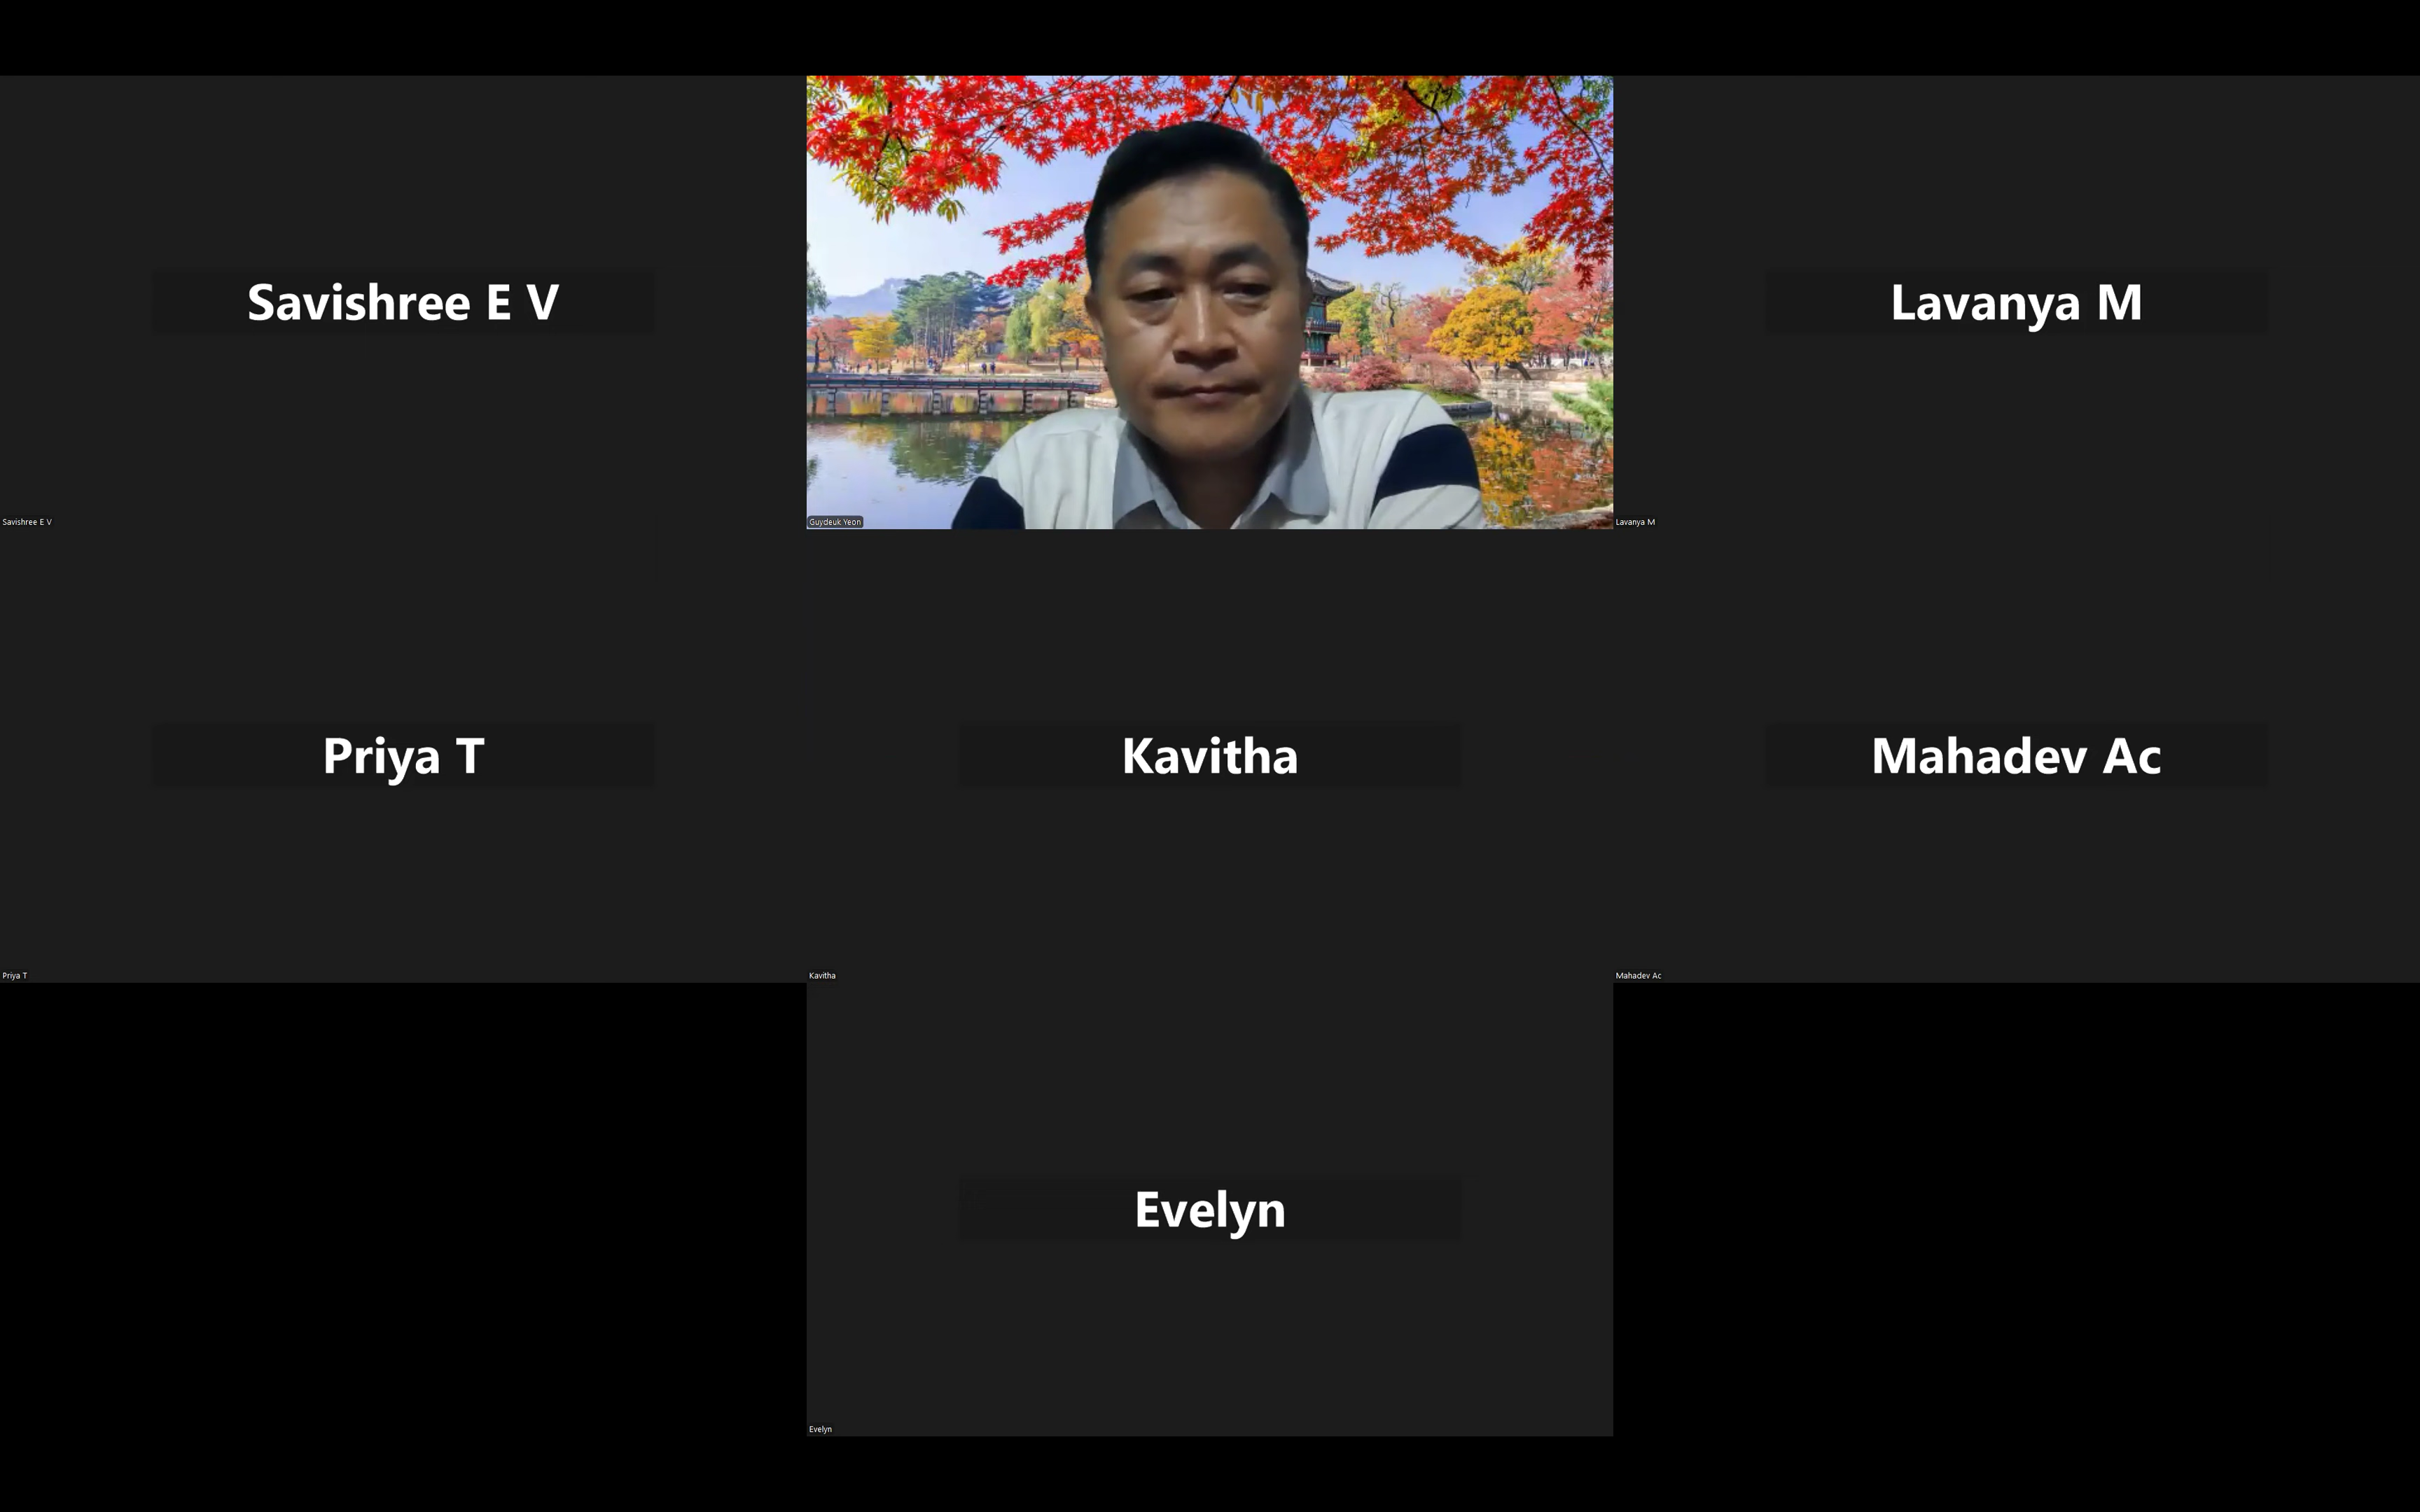 Savishree E V
Savishree E V
Guydeuk Yeon
Lavanya M
Lavanya M
Priya T
Priya T
Kavitha
Kavitha
Mahadev Ac
Mahadev Ac
Evelyn
Evelyn